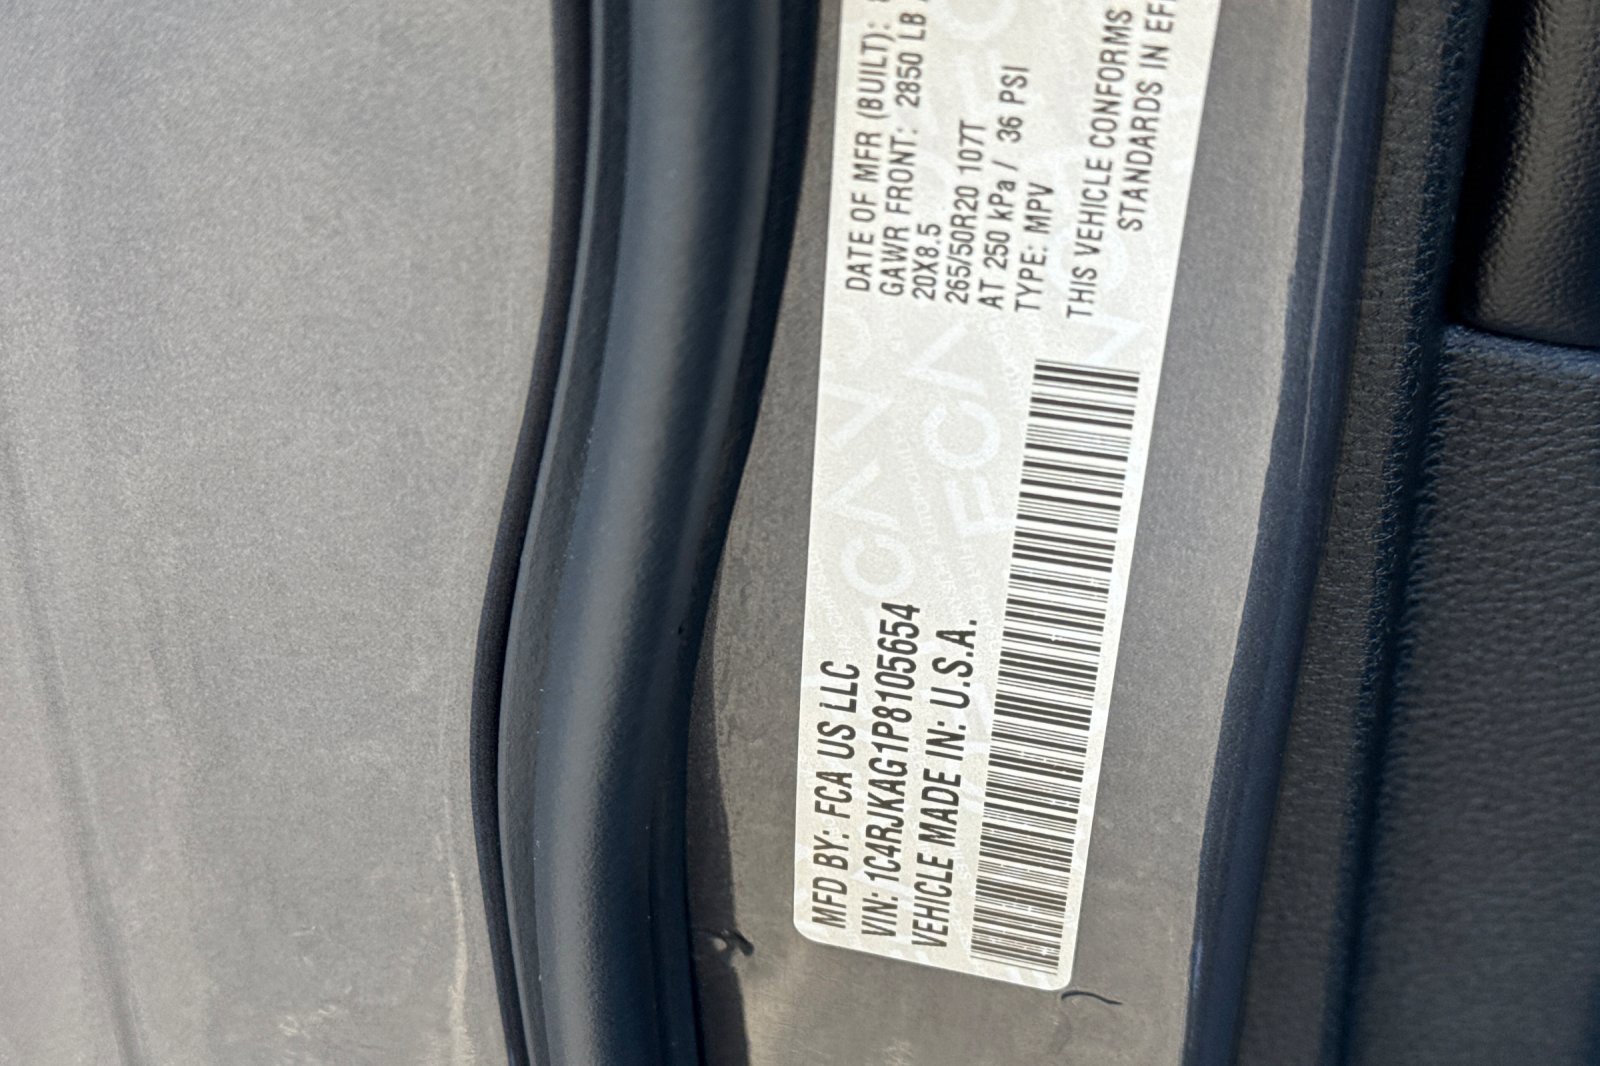 MFD BY: FCA US LLC
VIN: 1C4RJKAG1P8105654
VEHICLE MADE IN: U.S.A.
DATE OF MFR (BUILT):
GAWR FRONT: 2850 LB
20X8.5
265/50R20 107T
AT 250 kPa / 36 PSI
TYPE: MPV
THIS VEHICLE CONFORMS
STANDARDS IN
FCA